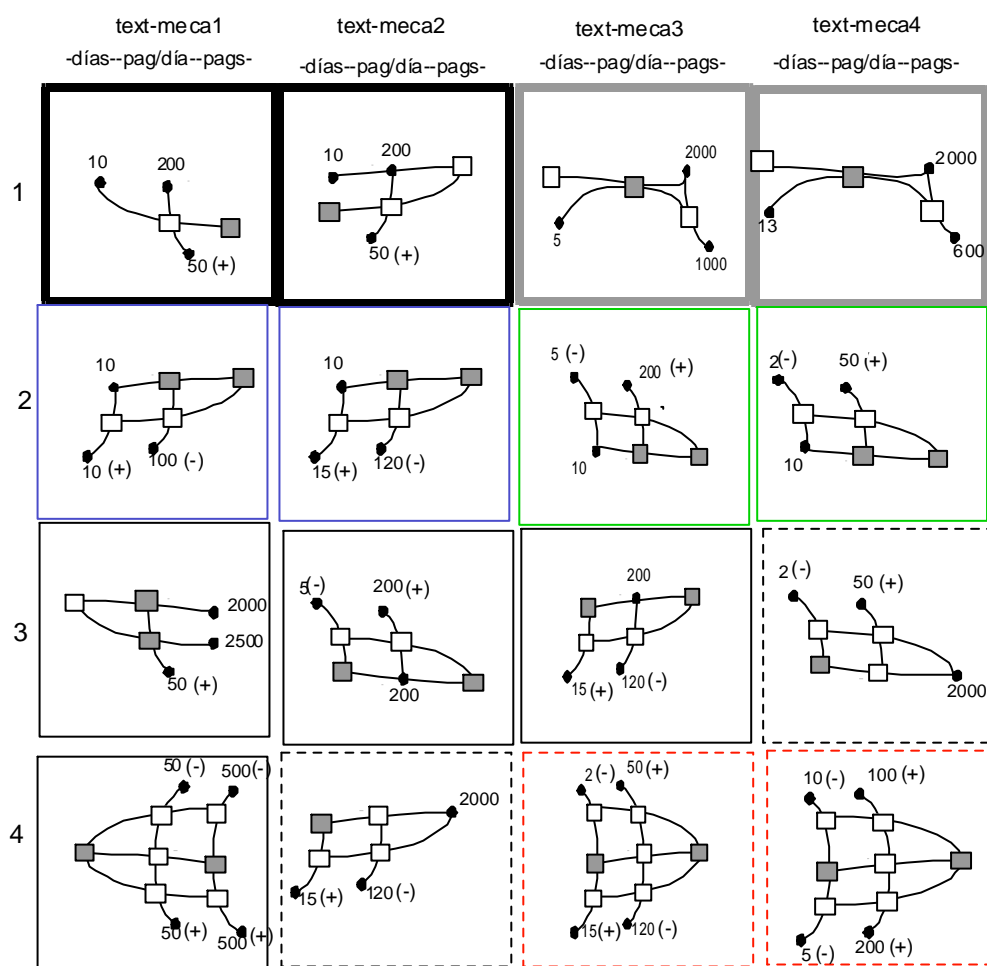 text-meca1 text-meca2 text-meca3 text-meca4
-días--pag/día--pags- -días--pag/día--pags- -días--pag/día--pags- -días--pag/día--pags-
1
10 200
50 (+)
10 200
50 (+)
2000
5
1000
2000
13
600
2
10
10 (+) 100 (-)
10
15 (+) 120 (-)
5 (-) 200 (+)
10
2(-) 50 (+)
10
3
2000
2500
50 (+)
5(-) 200 (+)
200
200
15 (+) 120 (-)
2 (-) 50 (+)
2000
4
50 (-) 500(-)
50 (+) 500 (+)
2000
15 (+) 120 (-)
2(-) 50 (+)
15(+) 120 (-)
10 (-) 100 (+)
5 (-) 200 (+)